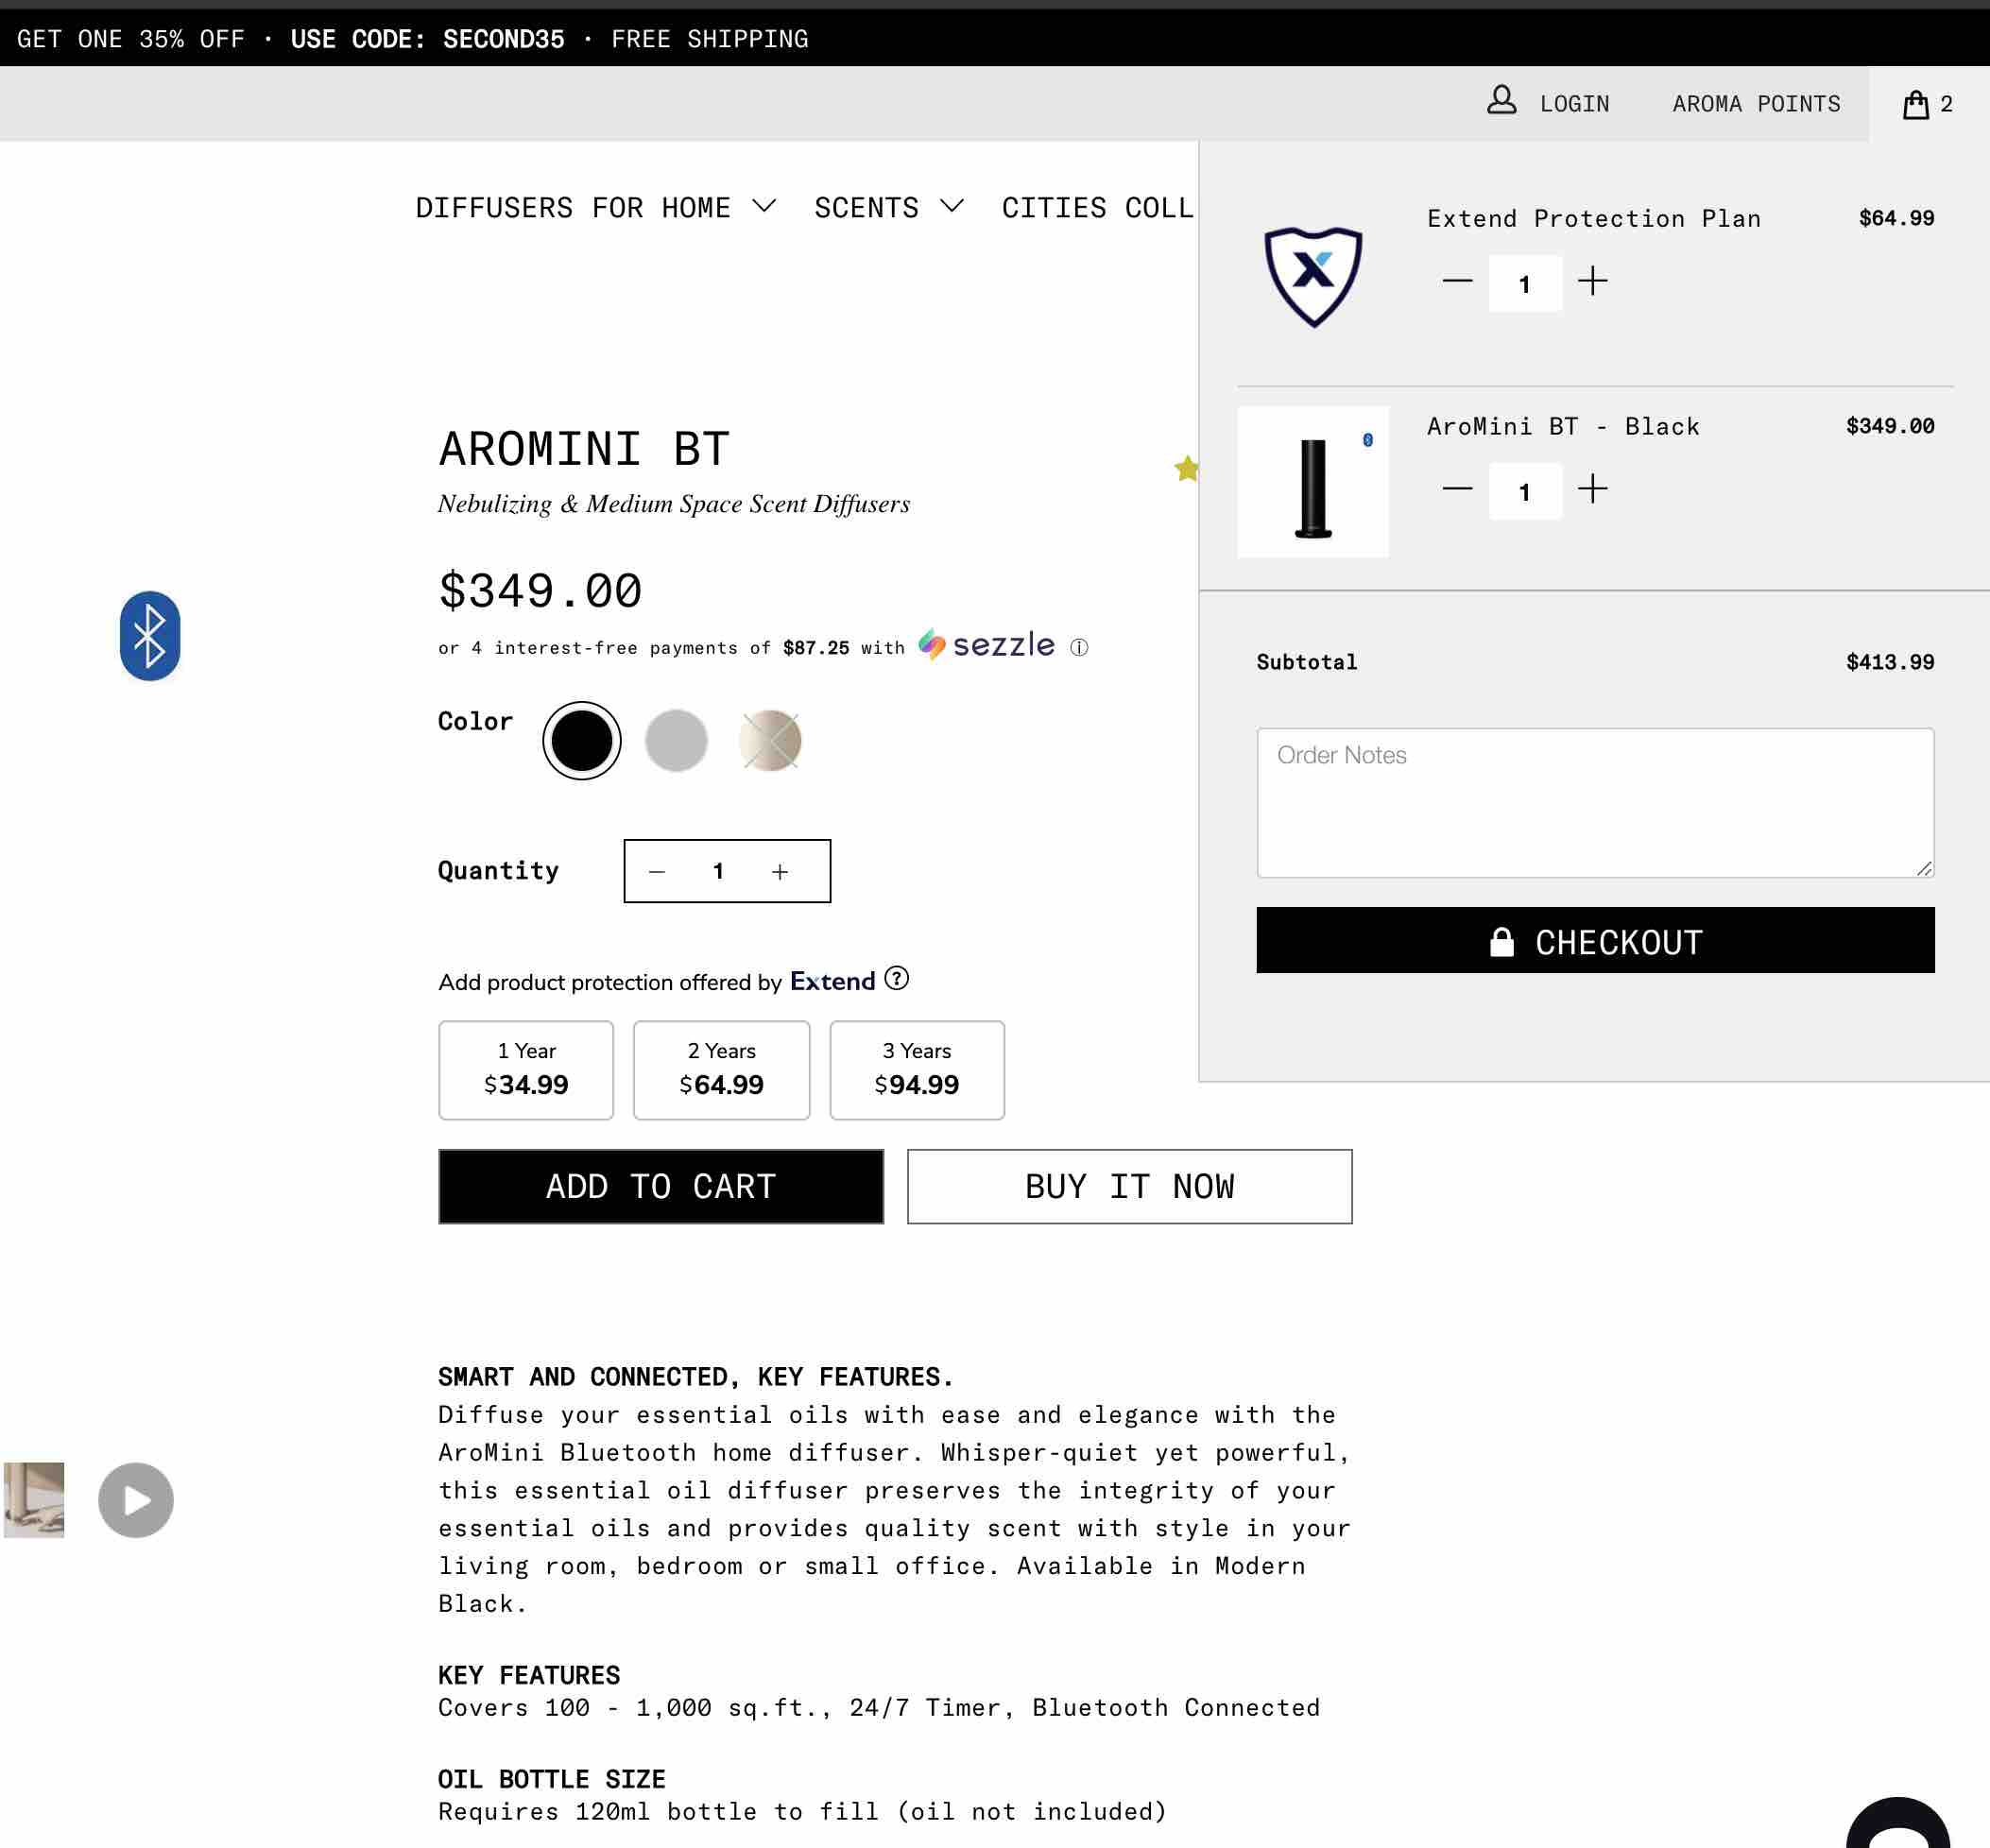 GET ONE 35% OFF · USE CODE: SECOND35 · FREE SHIPPING
LOGIN AROMA POINTS 2
DIFFUSERS FOR HOME SCENTS CITIES COLL
Extend Protection Plan $64.99
1
AroMini BT - Black $349.00
1
Subtotal $413.99
Order Notes
CHECKOUT
AROMINI BT
Nebulizing & Medium Space Scent Diffusers
$349.00
or 4 interest-free payments of $87.25 with sezzle
Color
Quantity 1
Add product protection offered by Extend ?
1 Year 2 Years 3 Years
$34.99 $64.99 $94.99
ADD TO CART BUY IT NOW
SMART AND CONNECTED, KEY FEATURES.
Diffuse your essential oils with ease and elegance with the
AroMini Bluetooth home diffuser. Whisper-quiet yet powerful,
this essential oil diffuser preserves the integrity of your
essential oils and provides quality scent with style in your
living room, bedroom or small office. Available in Modern
Black.
KEY FEATURES
Covers 100 - 1,000 sq.ft., 24/7 Timer, Bluetooth Connected
OIL BOTTLE SIZE
Requires 120ml bottle to fill (oil not included)